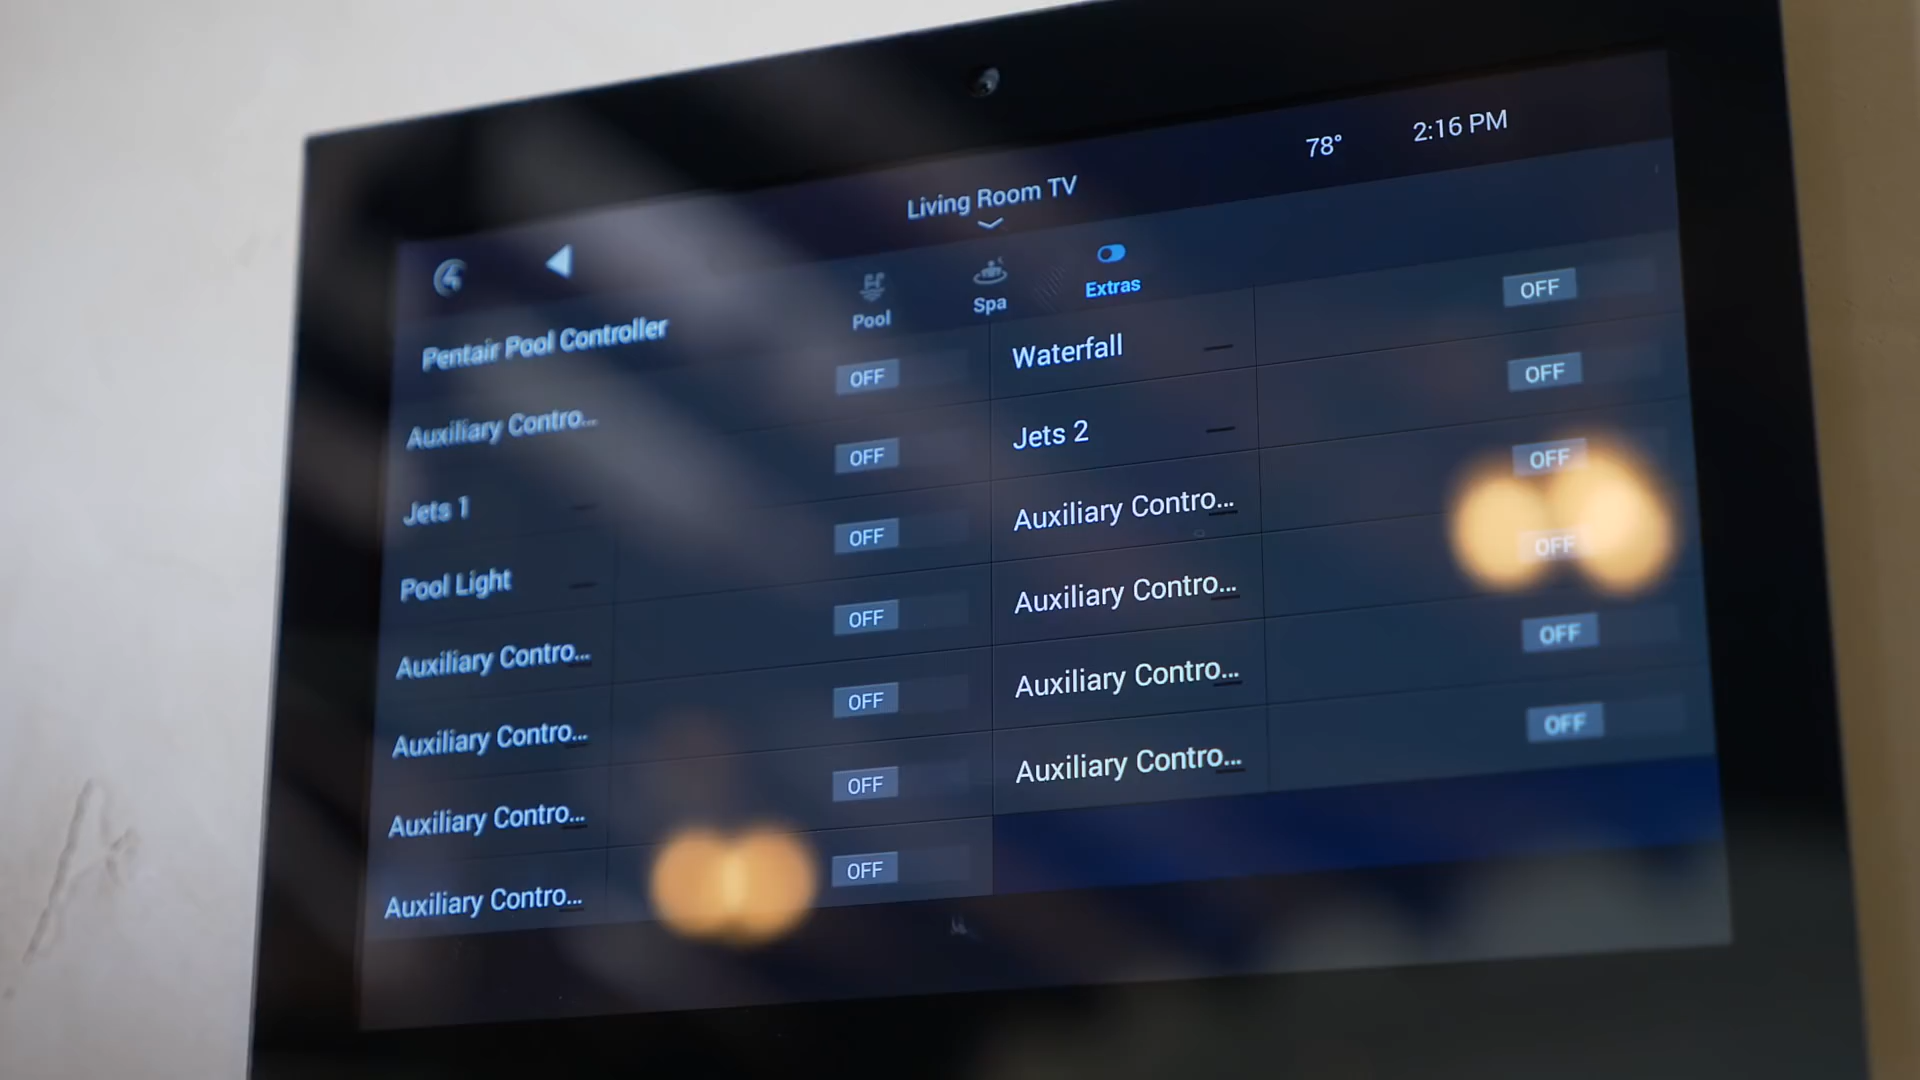 78° 2:16 PM
Living Room TV
Pool Spa Extras
Pentair Pool Controller
Auxiliary Contro... OFF
Jets 1 OFF
Pool Light OFF
Auxiliary Contro... OFF
Auxiliary Contro... OFF
Auxiliary Contro... OFF
Auxiliary Contro... OFF
Waterfall OFF
Jets 2 OFF
Auxiliary Contro... OFF
Auxiliary Contro... OFF
Auxiliary Contro... OFF
Auxiliary Contro... OFF